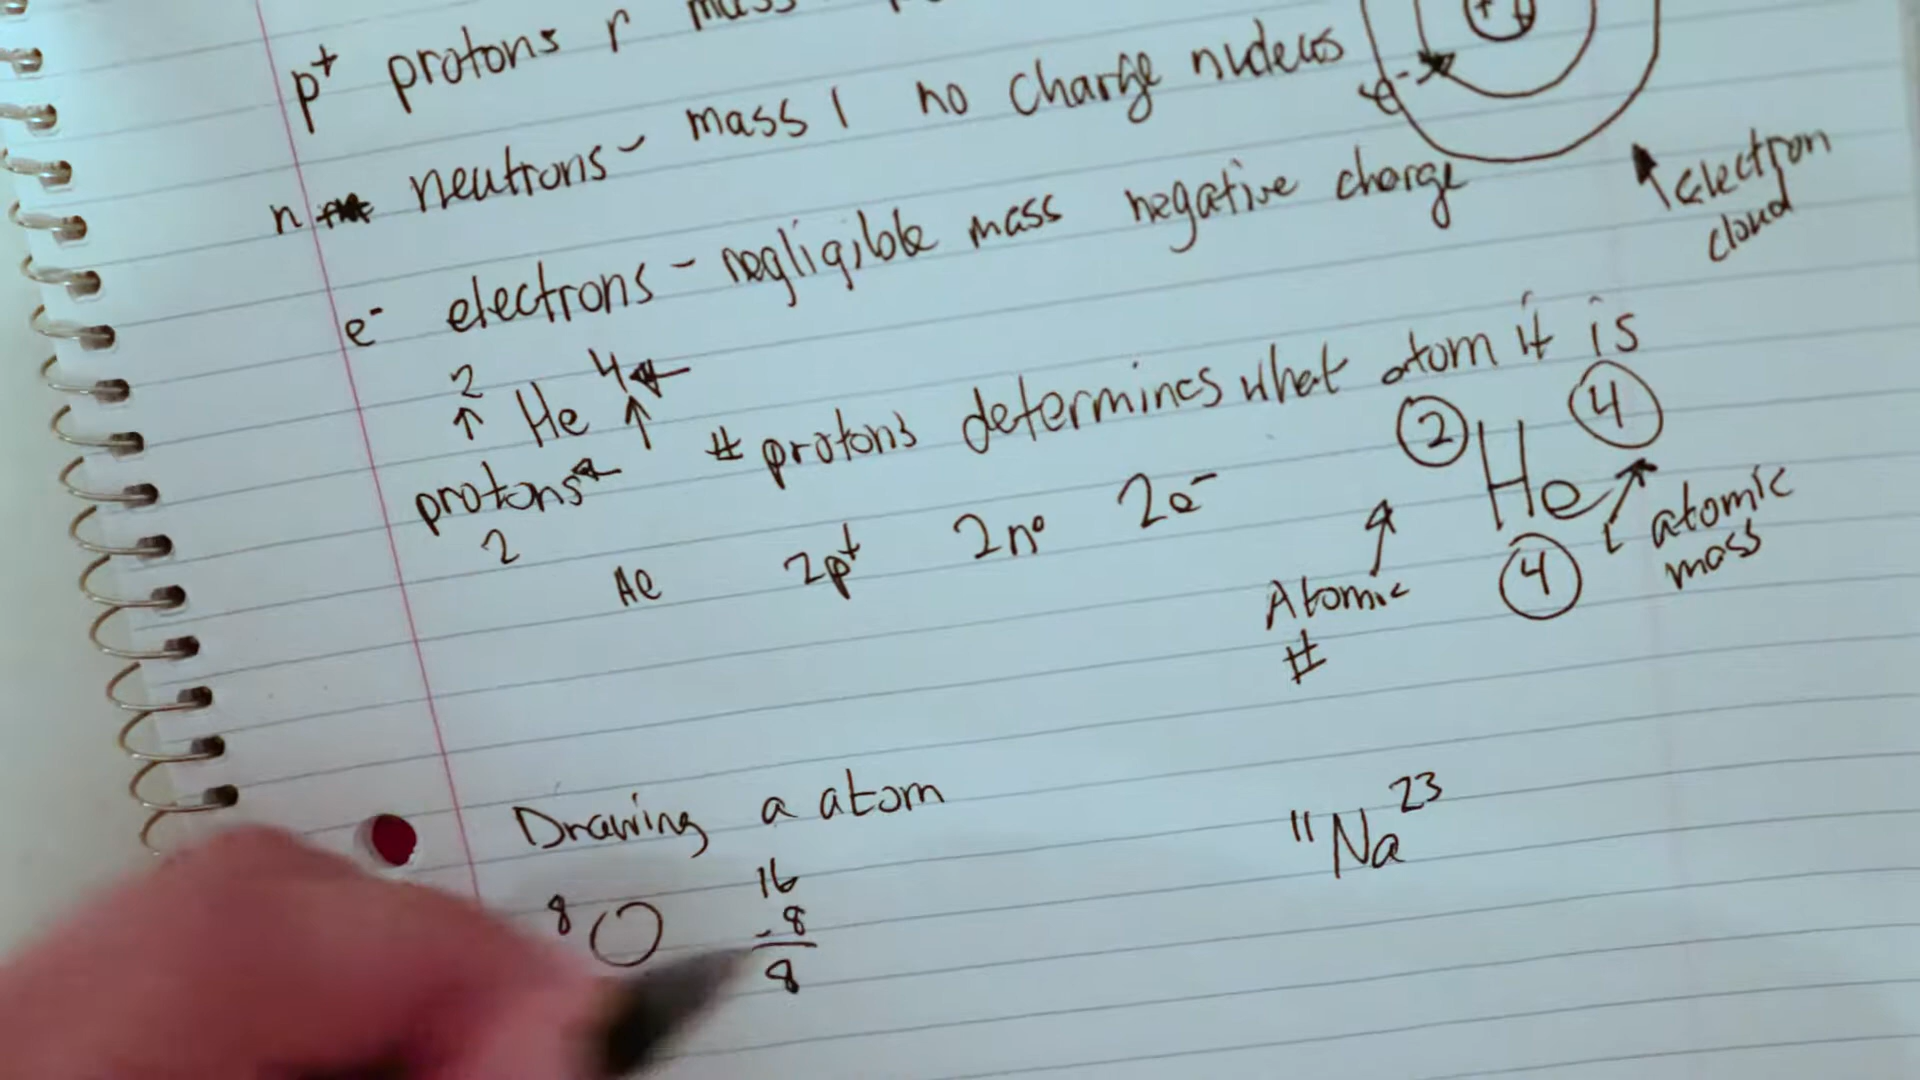 p+ protons
n neutrons - mass 1 no charge nucleus
e-
electron cloud
e- electrons - negligible mass negative charge
2 He 4
protons # protons determines what atom it is
2
2 He 4
4
Atomic #
atomic mass
2p+ 2n° 2e-
Drawing a atom
11 Na 23
8 O
16
- 8
8